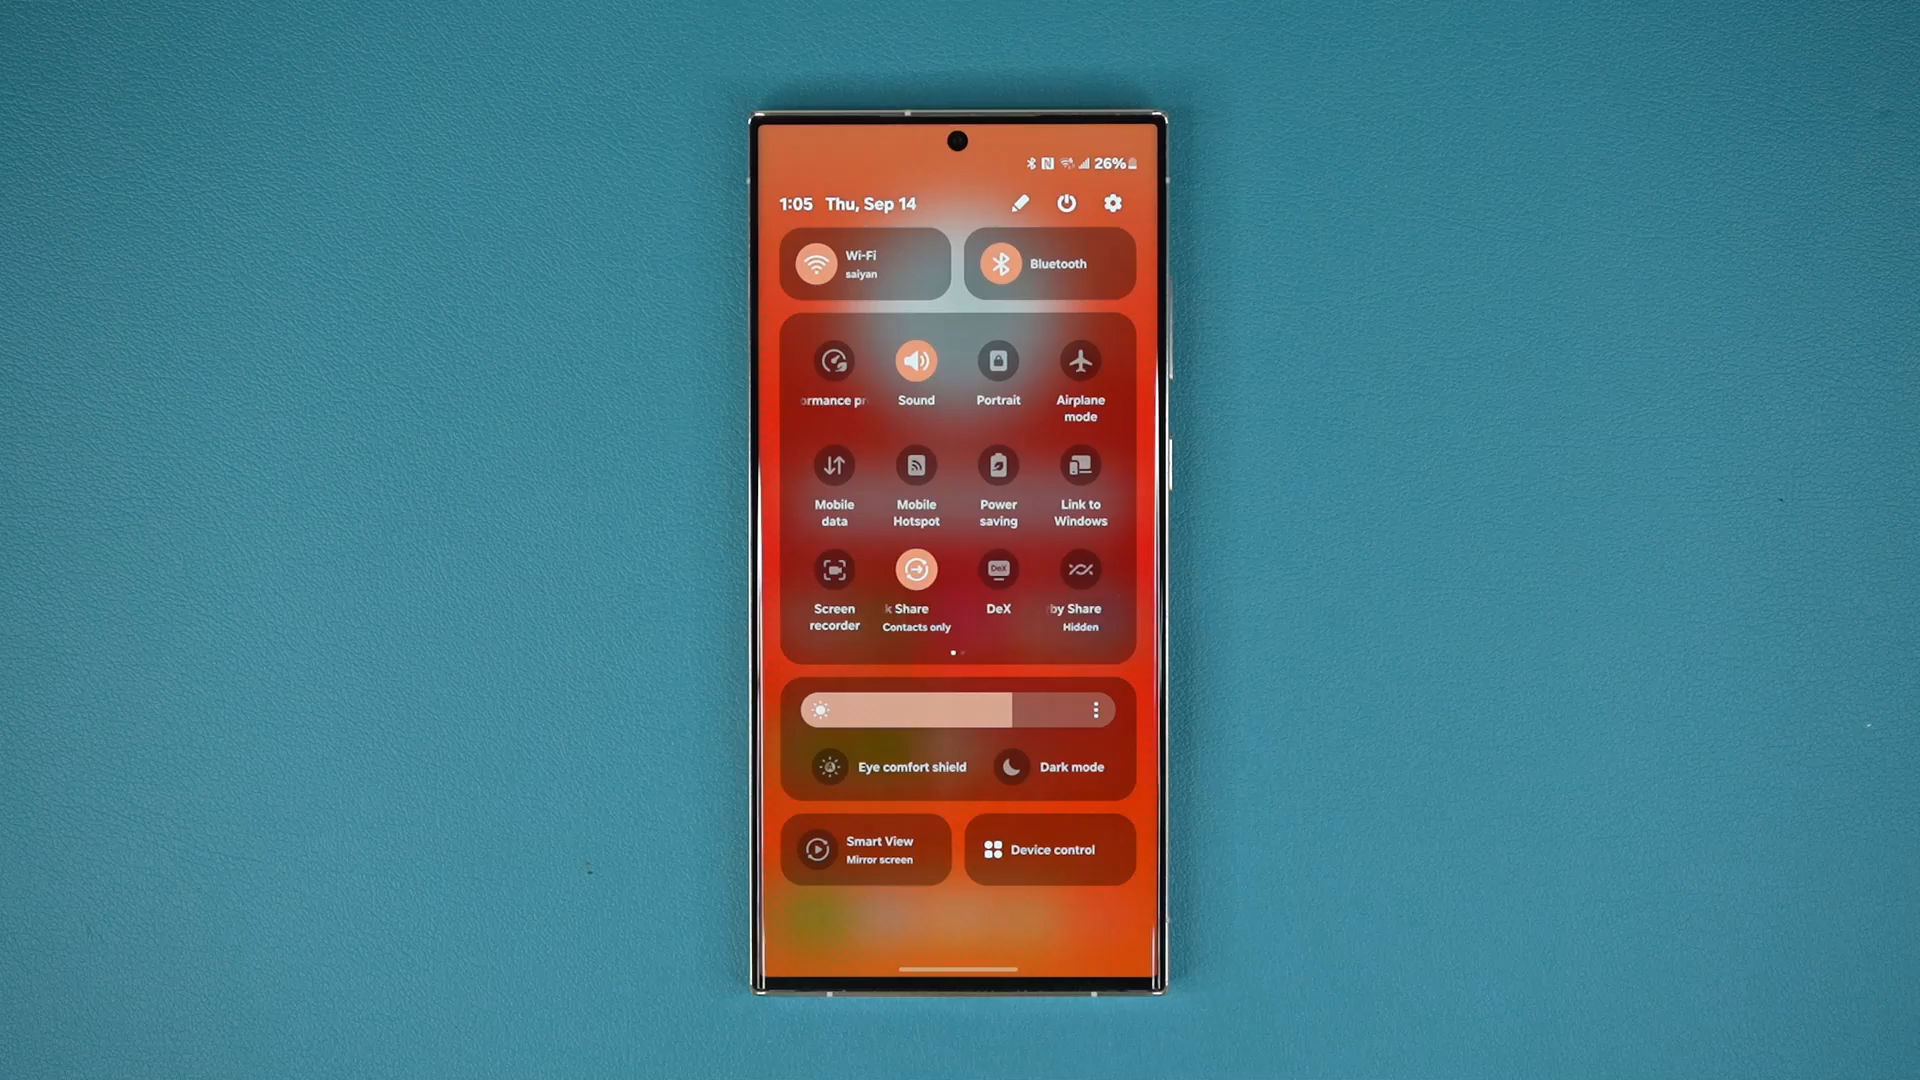 26%
1:05 Thu, Sep 14
Wi-Fi
saiyan
Bluetooth
ormance pr
Sound
Portrait
Airplane
mode
Mobile
data
Mobile
Hotspot
Power
saving
Link to
Windows
Screen
recorder
k Share
Contacts only
DeX
DeX
by Share
Hidden
Eye comfort shield
Dark mode
Smart View
Mirror screen
Device control